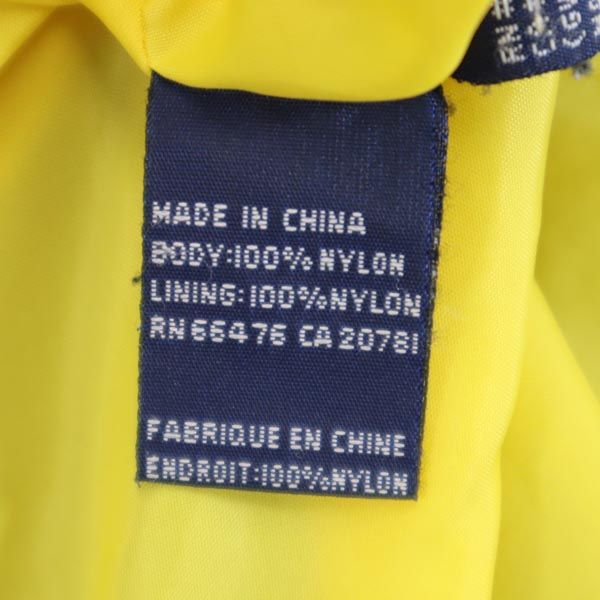 MADE IN CHINA
BODY:100% NYLON
LINING:100%NYLON
RN 66476 CA 20781
FABRIQUE EN CHINE
ENDROIT:100%NYLON
RN#